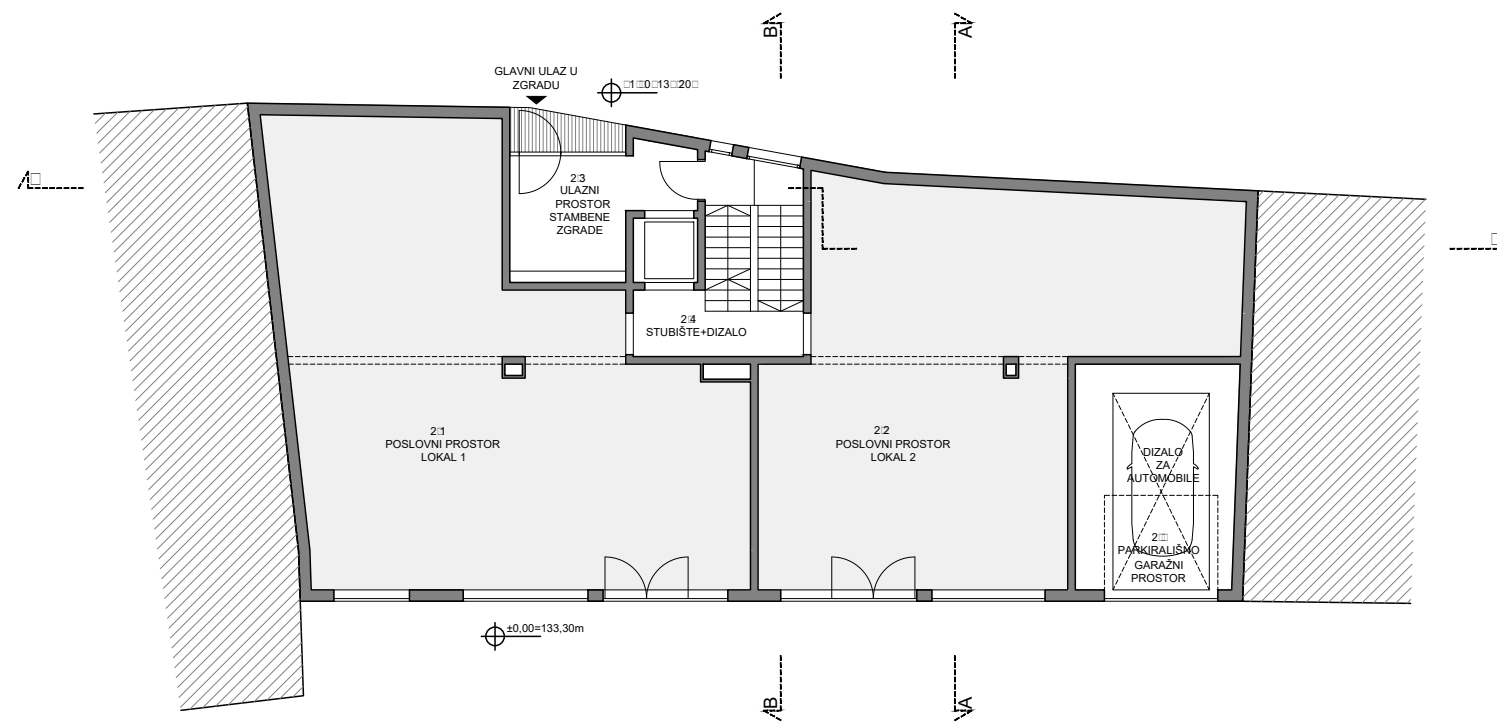 B
A
GLAVNI ULAZ U
ZGRADU
A
2.3
ULAZNI
PROSTOR
STAMBENE
ZGRADE
2.4
STUBIŠTE+DIZALO
2.1
POSLOVNI PROSTOR
LOKAL 1
2.2
POSLOVNI PROSTOR
LOKAL 2
DIZALO
ZA
AUTOMOBILE
PARKIRALIŠNO
GARAŽNI
PROSTOR
±0,00=133,30m
B
A